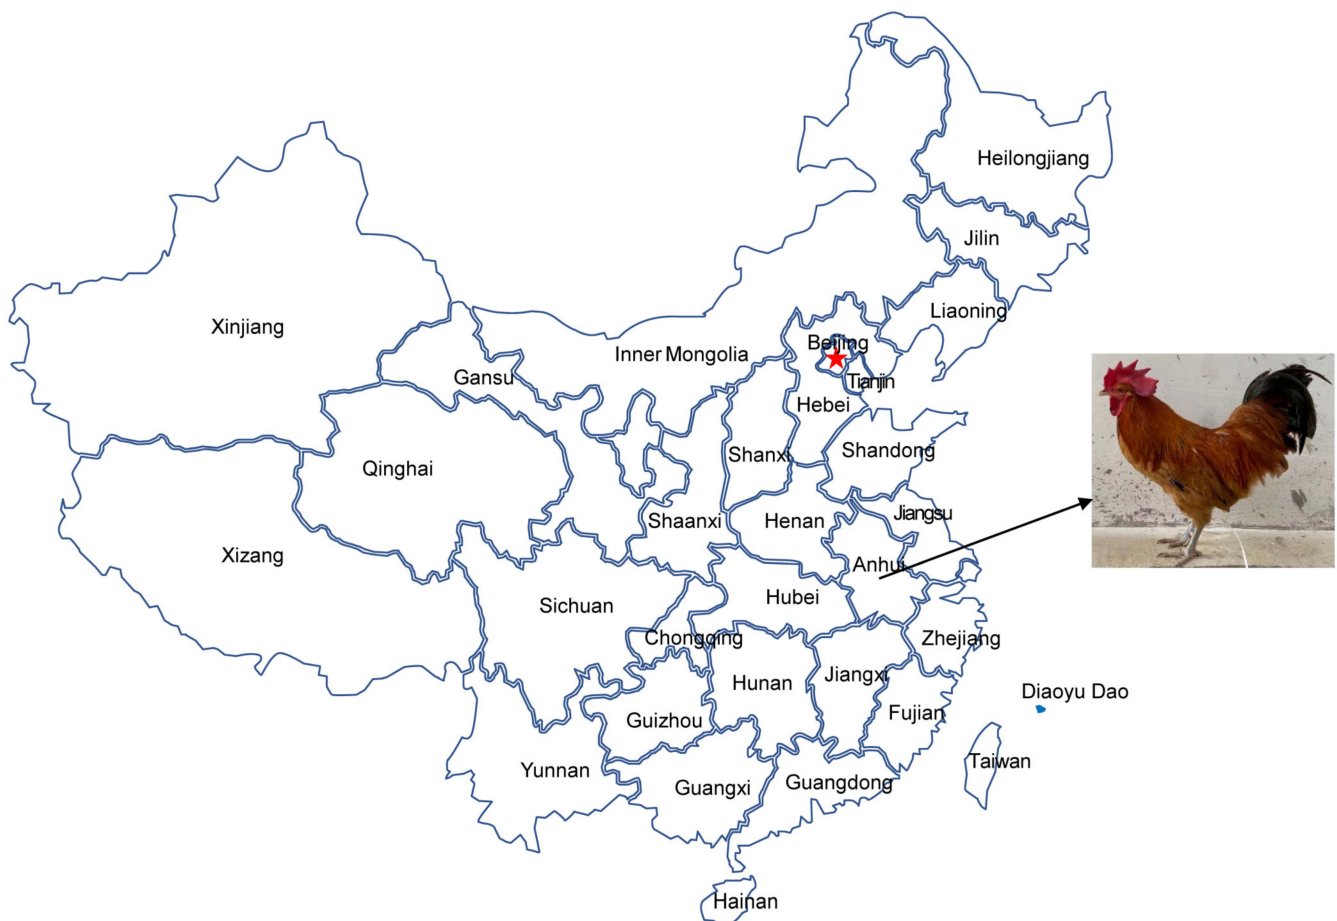 Heilongjiang
Jilin
Liaoning
Xinjiang
Inner Mongolia
Beijing
Gansu
Tianjin
Hebei
Shandong
Shanxi
Qinghai
Jiangsu
Shaanxi
Henan
Xizang
Anhui
Sichuan
Hubei
Chongqing
Zhejiang
Jiangxi
Hunan
Diaoyu Dao
Fujian
Guizhou
Taiwan
Yunnan
Guangxi
Guangdong
Hainan